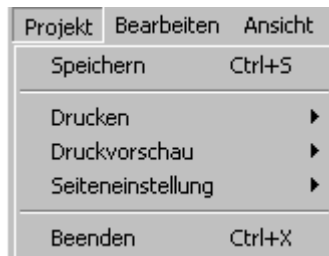 Projekt Bearbeiten Ansicht
Speichern Ctrl+S
Drucken
Druckvorschau
Seiteneinstellung
Beenden Ctrl+X